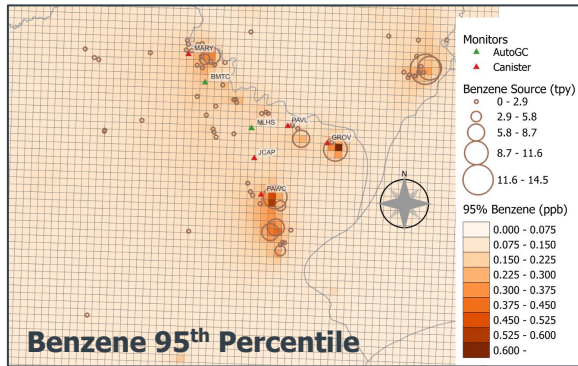 MARY
BMTC
NLHS
PAVL
GROV
JCAP
PAWC
N
Benzene 95th Percentile
Monitors
AutoGC
Canister
Benzene Source (tpy)
0 - 2.9
2.9 - 5.8
5.8 - 8.7
8.7 - 11.6
11.6 - 14.5
95% Benzene (ppb)
0.000 - 0.075
0.075 - 0.150
0.150 - 0.225
0.225 - 0.300
0.300 - 0.375
0.375 - 0.450
0.450 - 0.525
0.525 - 0.600
0.600 -